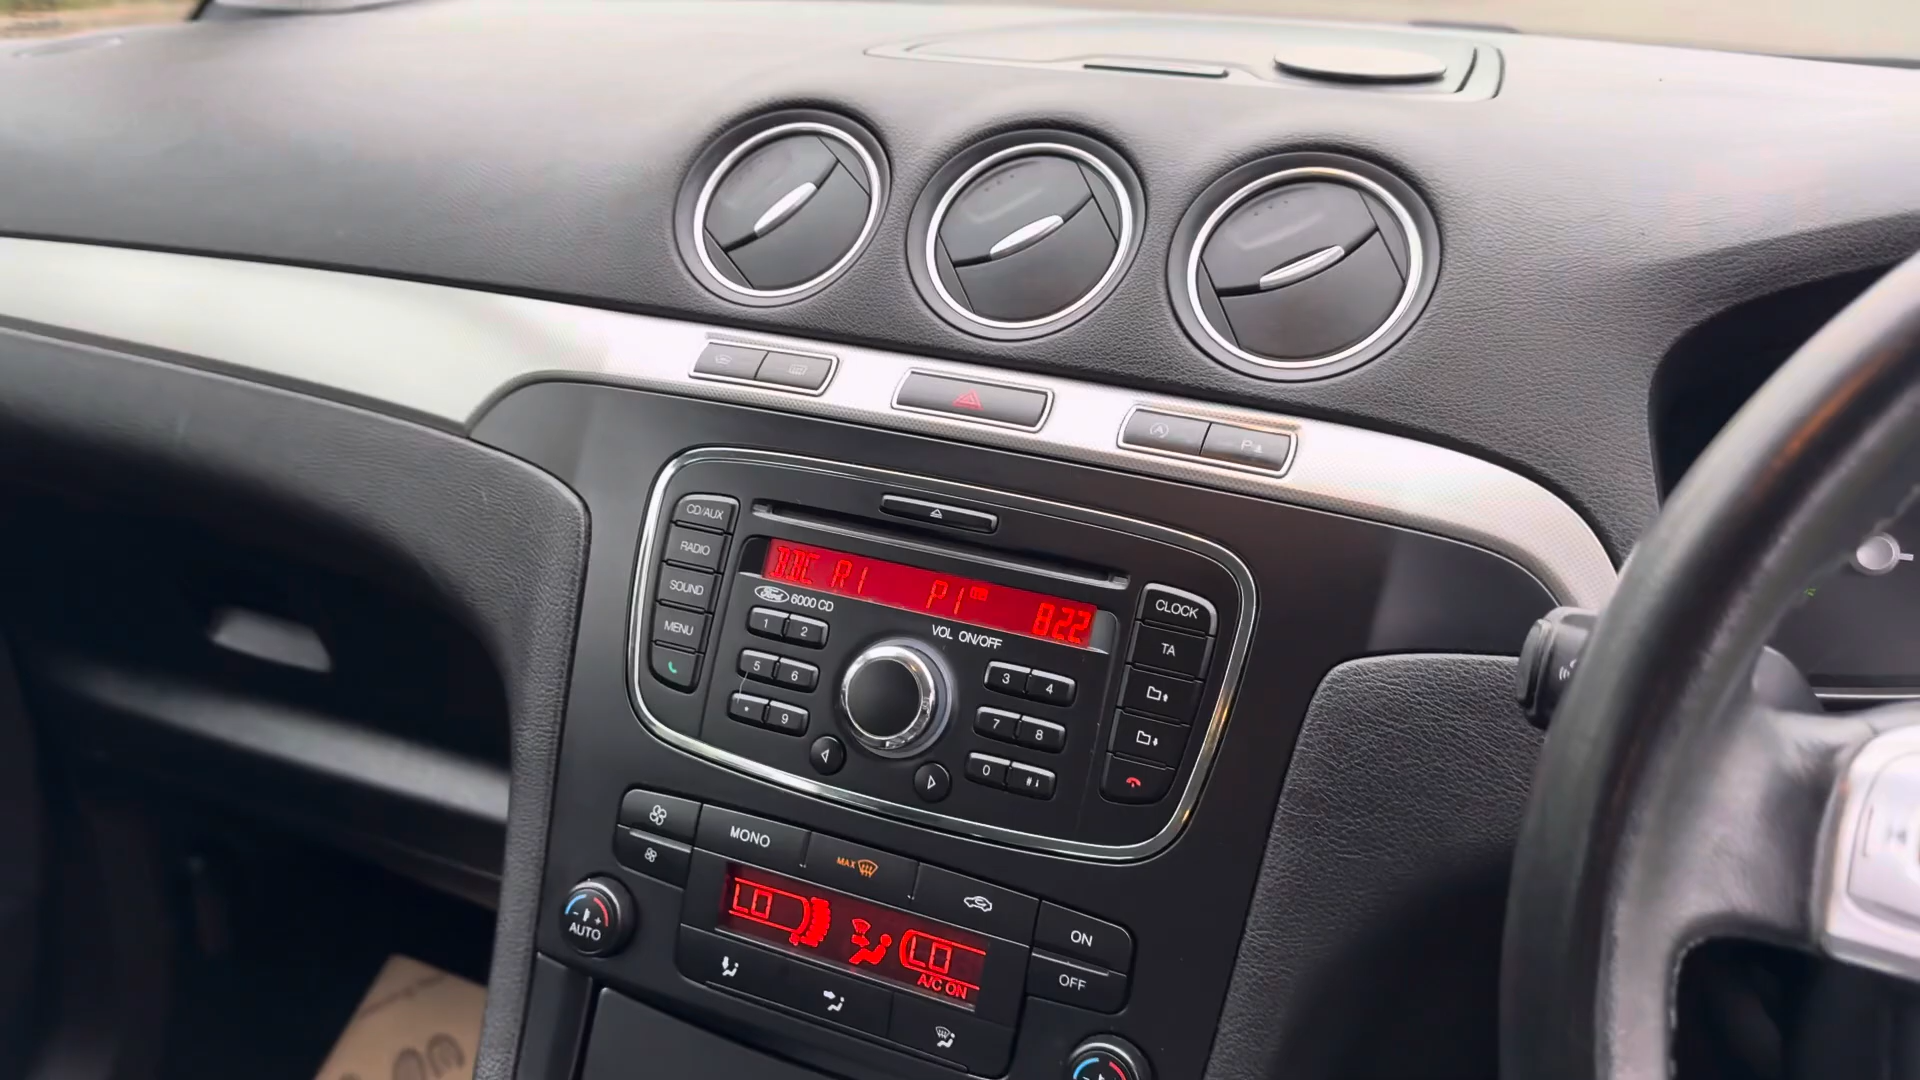 CD/AUX
RADIO
SOUND
MENU
BBC R1 P1 8:22
Ford 6000 CD
VOL ON/OFF
1 2
3 4
5 6
7 8
* 9
0 #
CLOCK
TA
MONO
MAX
AUTO
LO
LO
A/C ON
ON
OFF
A
P